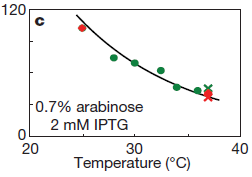 120
c
0.7% arabinose
2 mM IPTG
0
20 30 40
Temperature (°C)